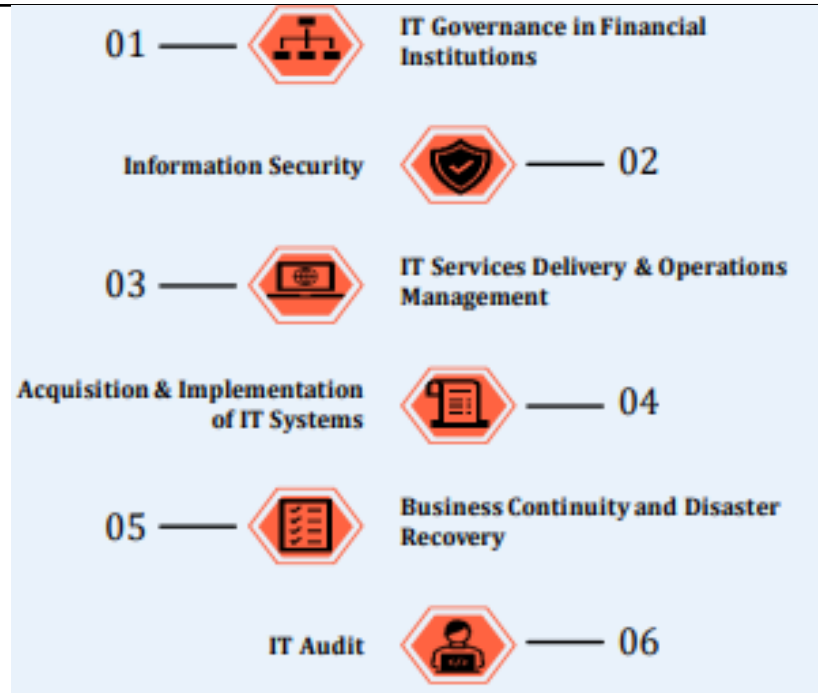 01
IT Governance in Financial
Institutions
Information Security
02
03
IT Services Delivery & Operations
Management
Acquisition & Implementation
of IT Systems
04
05
Business Continuity and Disaster
Recovery
IT Audit
06